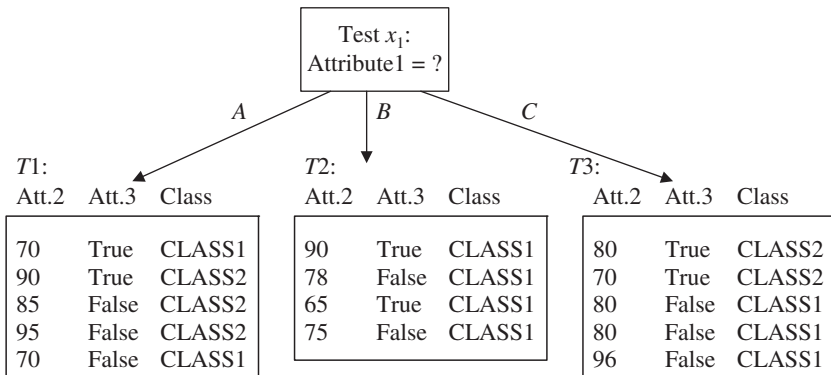 Test x1:
Attribute1 = ?
A
B
C
T1:
Att.2 Att.3 Class
70 True CLASS1
90 True CLASS2
85 False CLASS2
95 False CLASS2
70 False CLASS1
T2:
Att.2 Att.3 Class
90 True CLASS1
78 False CLASS1
65 True CLASS1
75 False CLASS1
T3:
Att.2 Att.3 Class
80 True CLASS2
70 True CLASS2
80 False CLASS1
80 False CLASS1
96 False CLASS1